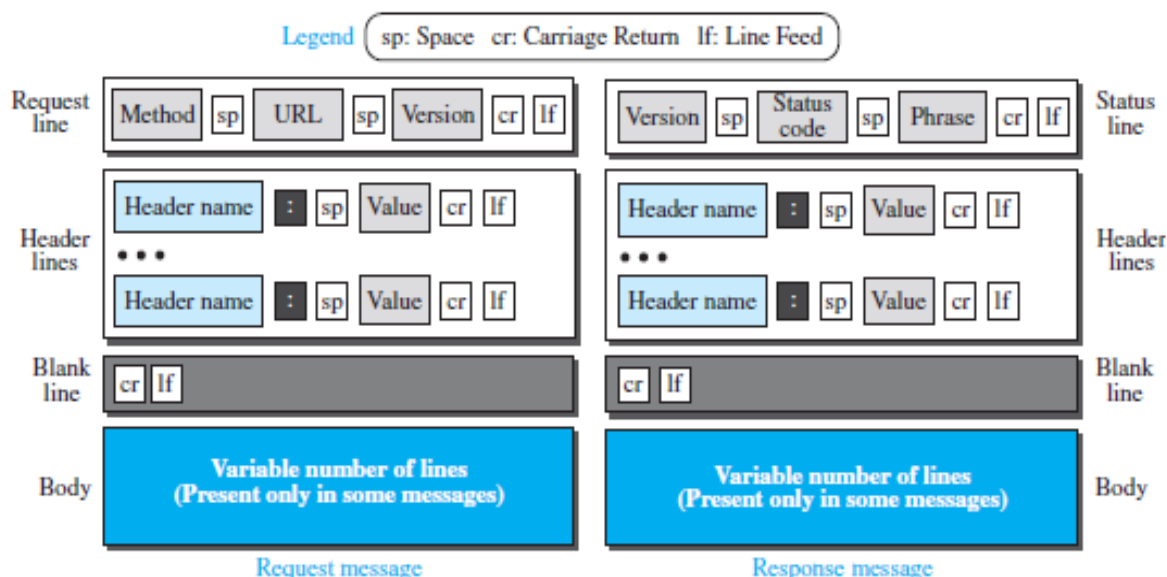 Legend sp: Space cr: Carriage Return lf: Line Feed
Request line
Method sp URL sp Version cr lf
Version sp Status code sp Phrase cr lf
Status line
Header lines
Header name : sp Value cr lf
• • •
Header name : sp Value cr lf
Header name : sp Value cr lf
• • •
Header name : sp Value cr lf
Header lines
Blank line
cr lf
cr lf
Blank line
Body
Variable number of lines
(Present only in some messages)
Variable number of lines
(Present only in some messages)
Body
Request message
Response message